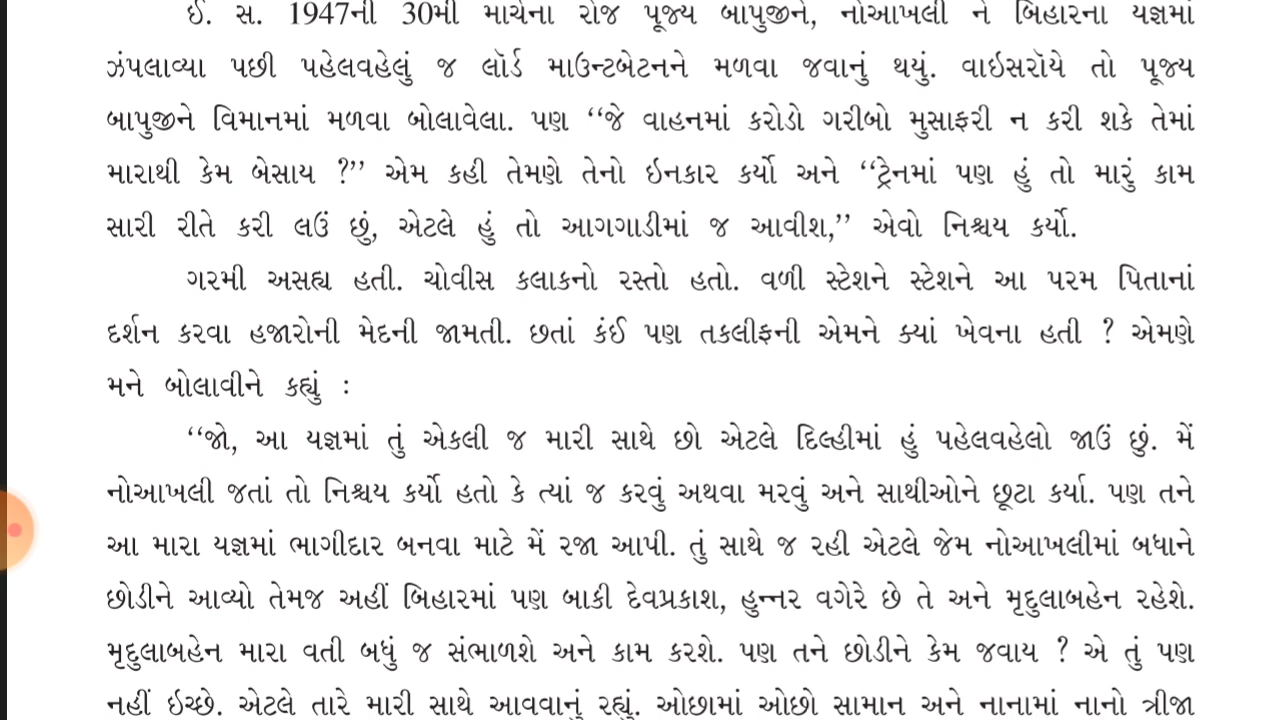 ઈ. સ. 1947ની 30મી માર્ચના રોજ પૂજ્ય બાપુજીને, નોઆખલી ને બિહારના યજ્ઞમાં
ઝંપલાવ્યા પછી પહેલવહેલું જ લૉર્ડ માઉન્ટબેટનને મળવા જવાનું થયું. વાઇસરૉયે તો પૂજ્ય
બાપુજીને વિમાનમાં મળવા બોલાવેલા. પણ ‘‘જે વાહનમાં કરોડો ગરીબો મુસાફરી ન કરી શકે તેમાં
મારાથી કેમ બેસાય ?’’ એમ કહી તેમણે તેનો ઇનકાર કર્યો અને ‘‘ટ્રેનમાં પણ હું તો મારું કામ
સારી રીતે કરી લઉં છું, એટલે હું તો આગગાડીમાં જ આવીશ,’’ એવો નિશ્ચય કર્યો.
ગરમી અસહ્ય હતી. ચોવીસ કલાકનો રસ્તો હતો. વળી સ્ટેશને સ્ટેશને આ પરમ પિતાનાં
દર્શન કરવા હજારોની મેદની જામતી. છતાં કંઈ પણ તકલીફની એમને ક્યાં ખેવના હતી ? એમણે
મને બોલાવીને કહ્યું :
‘‘જો, આ યજ્ઞમાં તું એકલી જ મારી સાથે છો એટલે દિલ્હીમાં હું પહેલવહેલો જાઉં છું. મેં
નોઆખલી જતાં તો નિશ્ચય કર્યો હતો કે ત્યાં જ કરવું અથવા મરવું અને સાથીઓને છૂટા કર્યા. પણ તને
આ મારા યજ્ઞમાં ભાગીદાર બનવા માટે મેં રજા આપી. તું સાથે જ રહી એટલે જેમ નોઆખલીમાં બધાને
છોડીને આવ્યો તેમજ અહીં બિહારમાં પણ બાકી દેવપ્રકાશ, હુન્નર વગેરે છે તે અને મૃદુલાબહેન રહેશે.
મૃદુલાબહેન મારા વતી બધું જ સંભાળશે અને કામ કરશે. પણ તને છોડીને કેમ જવાય ? એ તું પણ
નહીં ઇચ્છે. એટલે તારે મારી સાથે આવવાનું રહ્યું. ઓછામાં ઓછો સામાન અને નાનામાં નાનો ત્રીજા